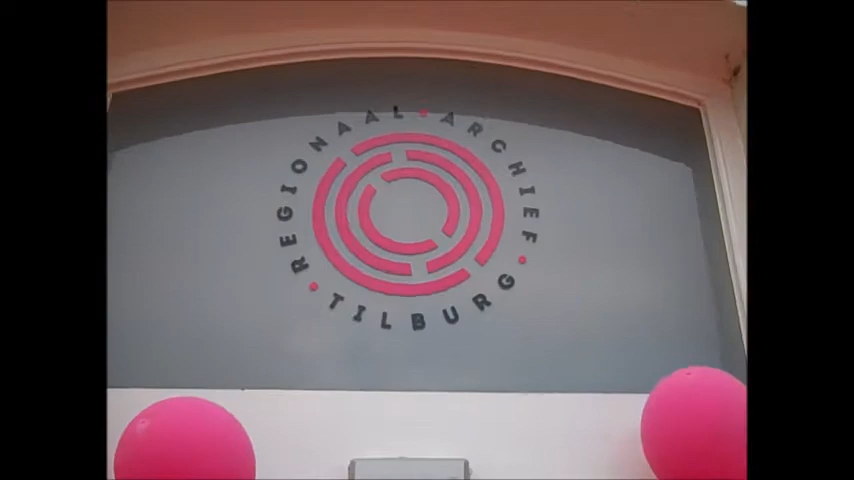 REGIONAAL • ARCHIEF • TILBURG •